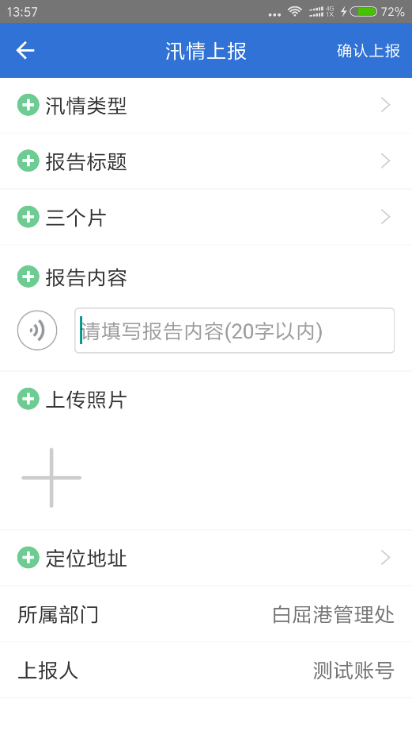 13:57
4G
1X
72%
汛情上报
确认上报
汛情类型
报告标题
三个片
报告内容
请填写报告内容(20字以内)
上传照片
定位地址
所属部门 白屈港管理处
上报人 测试账号